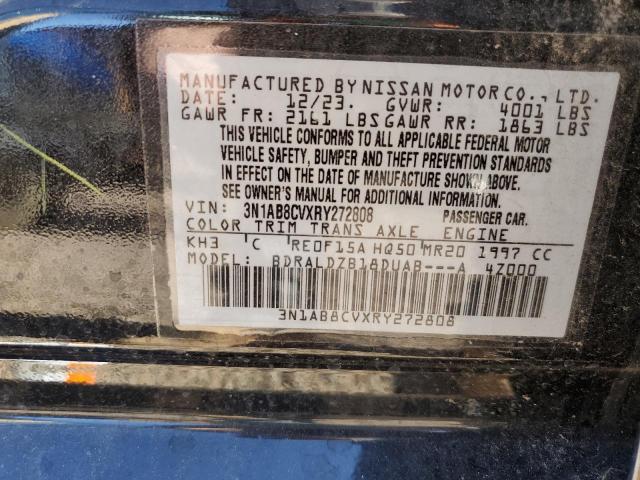 MANUFACTURED BY NISSAN MOTOR CO., LTD.
DATE: 12/23. GVWR: 4001 LBS
GAWR FR: 2161 LBS GAWR RR: 1863 LBS
THIS VEHICLE CONFORMS TO ALL APPLICABLE FEDERAL MOTOR
VEHICLE SAFETY, BUMPER AND THEFT PREVENTION STANDARDS
IN EFFECT ON THE DATE OF MANUFACTURE SHOWN ABOVE.
SEE OWNER'S MANUAL FOR ADDITIONAL INFORMATION.
VIN: 3N1AB8CVXRY272808 PASSENGER CAR.
COLOR TRIM TRANS AXLE ENGINE
KH3 C RE0F15A HQ50 MR20 1997 CC
MODEL: BDRALDZB18DUAB---A 4Z000
3N1AB8CVXRY272808